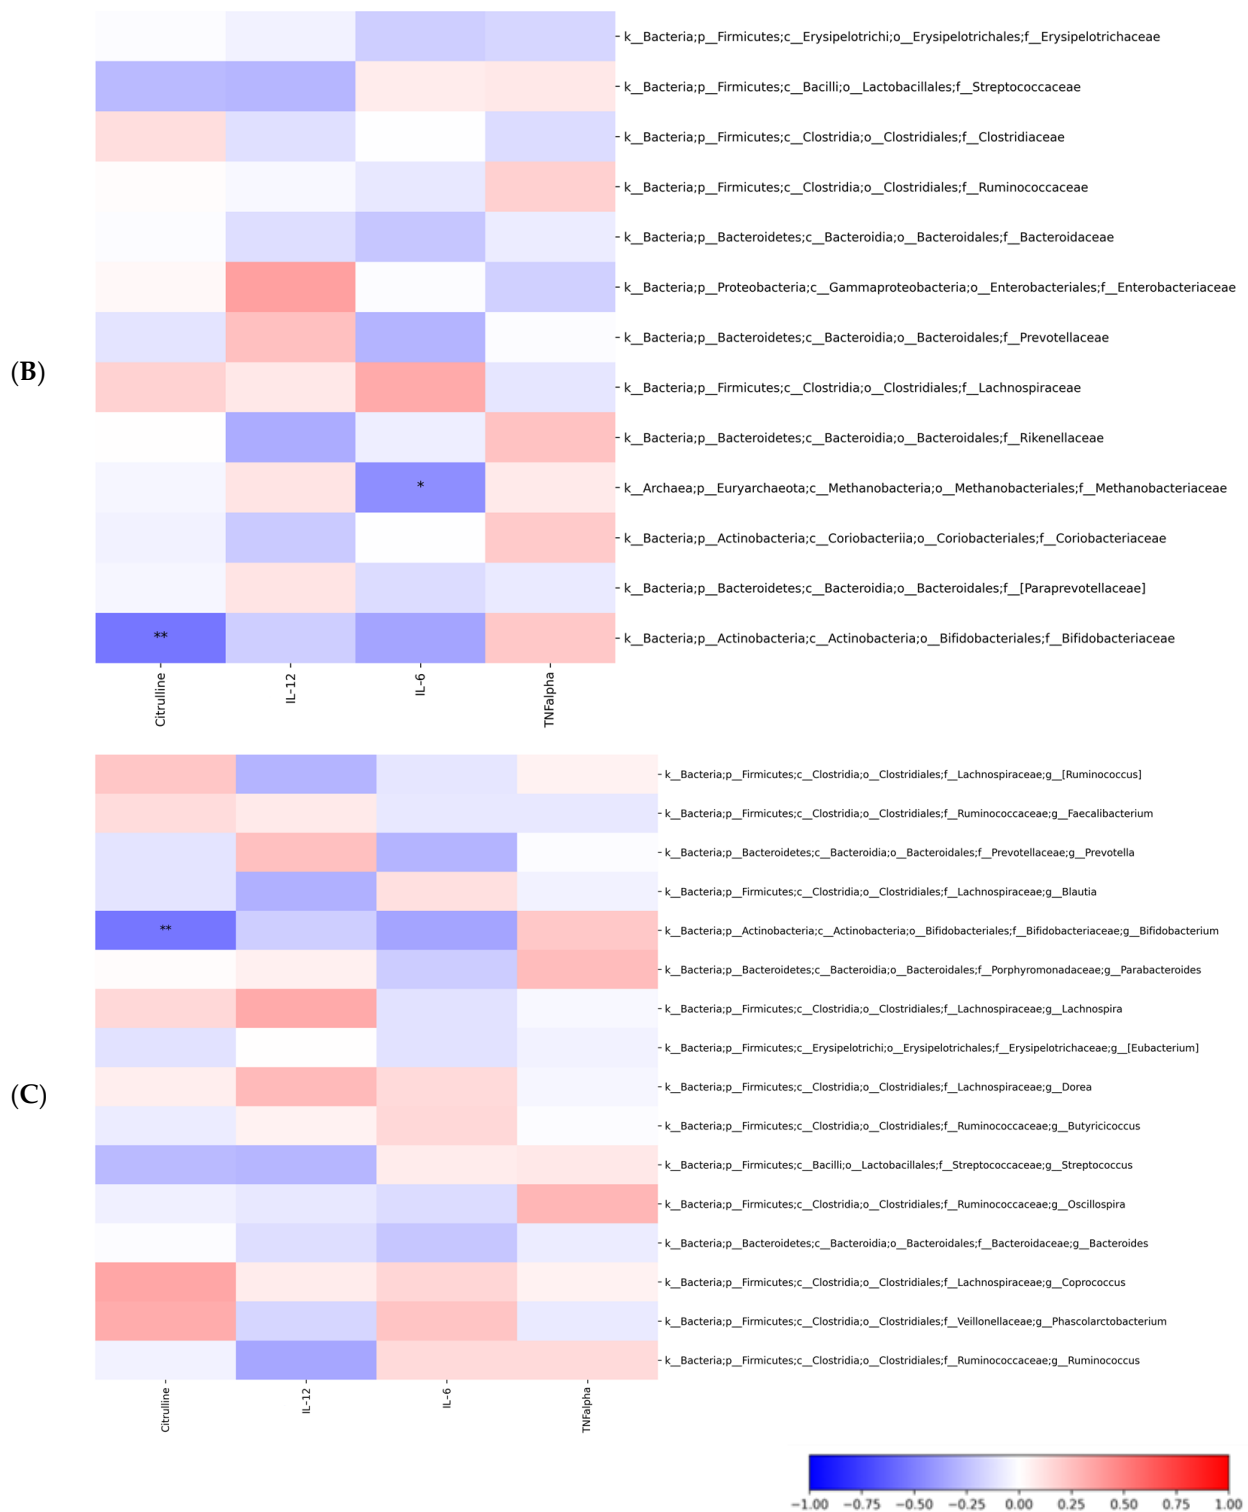 k__Bacteria;p__Firmicutes;c__Erysipelotrichi;o__Erysipelotrichales;f__Erysipelotrichaceae
k__Bacteria;p__Firmicutes;c__Bacilli;o__Lactobacillales;f__Streptococcaceae
k__Bacteria;p__Firmicutes;c__Clostridia;o__Clostridiales;f__Clostridiaceae
k__Bacteria;p__Firmicutes;c__Clostridia;o__Clostridiales;f__Ruminococcaceae
k__Bacteria;p__Bacteroidetes;c__Bacteroidia;o__Bacteroidales;f__Bacteroidaceae
k__Bacteria;p__Proteobacteria;c__Gammaproteobacteria;o__Enterobacteriales;f__Enterobacteriaceae
k__Bacteria;p__Bacteroidetes;c__Bacteroidia;o__Bacteroidales;f__Prevotellaceae
(B)
k__Bacteria;p__Firmicutes;c__Clostridia;o__Clostridiales;f__Lachnospiraceae
k__Bacteria;p__Bacteroidetes;c__Bacteroidia;o__Bacteroidales;f__Rikenellaceae
* k__Archaea;p__Euryarchaeota;c__Methanobacteria;o__Methanobacteriales;f__Methanobacteriaceae
k__Bacteria;p__Actinobacteria;c__Coriobacteriia;o__Coriobacteriales;f__Coriobacteriaceae
k__Bacteria;p__Bacteroidetes;c__Bacteroidia;o__Bacteroidales;f__[Paraprevotellaceae]
** k__Bacteria;p__Actinobacteria;c__Actinobacteria;o__Bifidobacteriales;f__Bifidobacteriaceae
Citrulline
IL-12
IL-6
TNFalpha
k__Bacteria;p__Firmicutes;c__Clostridia;o__Clostridiales;f__Lachnospiraceae;g__[Ruminococcus]
k__Bacteria;p__Firmicutes;c__Clostridia;o__Clostridiales;f__Ruminococcaceae;g__Faecalibacterium
k__Bacteria;p__Bacteroidetes;c__Bacteroidia;o__Bacteroidales;f__Prevotellaceae;g__Prevotella
k__Bacteria;p__Firmicutes;c__Clostridia;o__Clostridiales;f__Lachnospiraceae;g__Blautia
** k__Bacteria;p__Actinobacteria;c__Actinobacteria;o__Bifidobacteriales;f__Bifidobacteriaceae;g__Bifidobacterium
k__Bacteria;p__Bacteroidetes;c__Bacteroidia;o__Bacteroidales;f__Porphyromonadaceae;g__Parabacteroides
k__Bacteria;p__Firmicutes;c__Clostridia;o__Clostridiales;f__Lachnospiraceae;g__Lachnospira
k__Bacteria;p__Firmicutes;c__Erysipelotrichi;o__Erysipelotrichales;f__Erysipelotrichaceae;g__[Eubacterium]
(C)
k__Bacteria;p__Firmicutes;c__Clostridia;o__Clostridiales;f__Lachnospiraceae;g__Dorea
k__Bacteria;p__Firmicutes;c__Clostridia;o__Clostridiales;f__Ruminococcaceae;g__Butyricicoccus
k__Bacteria;p__Firmicutes;c__Bacilli;o__Lactobacillales;f__Streptococcaceae;g__Streptococcus
k__Bacteria;p__Firmicutes;c__Clostridia;o__Clostridiales;f__Ruminococcaceae;g__Oscillospira
k__Bacteria;p__Bacteroidetes;c__Bacteroidia;o__Bacteroidales;f__Bacteroidaceae;g__Bacteroides
k__Bacteria;p__Firmicutes;c__Clostridia;o__Clostridiales;f__Lachnospiraceae;g__Coprococcus
k__Bacteria;p__Firmicutes;c__Clostridia;o__Clostridiales;f__Veillonellaceae;g__Phascolarctobacterium
k__Bacteria;p__Firmicutes;c__Clostridia;o__Clostridiales;f__Ruminococcaceae;g__Ruminococcus
Citrulline
IL-12
IL-6
TNFalpha
−1.00 −0.75 −0.50 −0.25 0.00 0.25 0.50 0.75 1.00